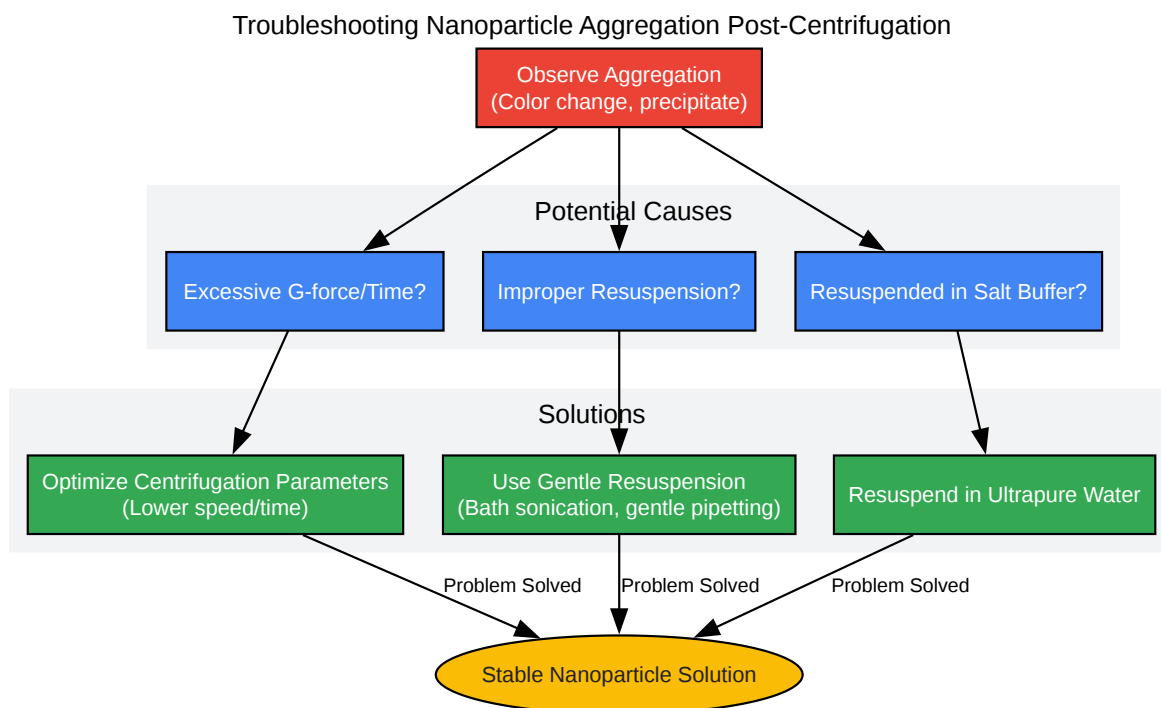 Troubleshooting Nanoparticle Aggregation Post-Centrifugation
Observe Aggregation
(Color change, precipitate)
Potential Causes
Excessive G-force/Time?
Improper Resuspension?
Resuspended in Salt Buffer?
Solutions
Optimize Centrifugation Parameters
(Lower speed/time)
Use Gentle Resuspension
(Bath sonication, gentle pipetting)
Resuspend in Ultrapure Water
Problem Solved
Problem Solved
Problem Solved
Stable Nanoparticle Solution